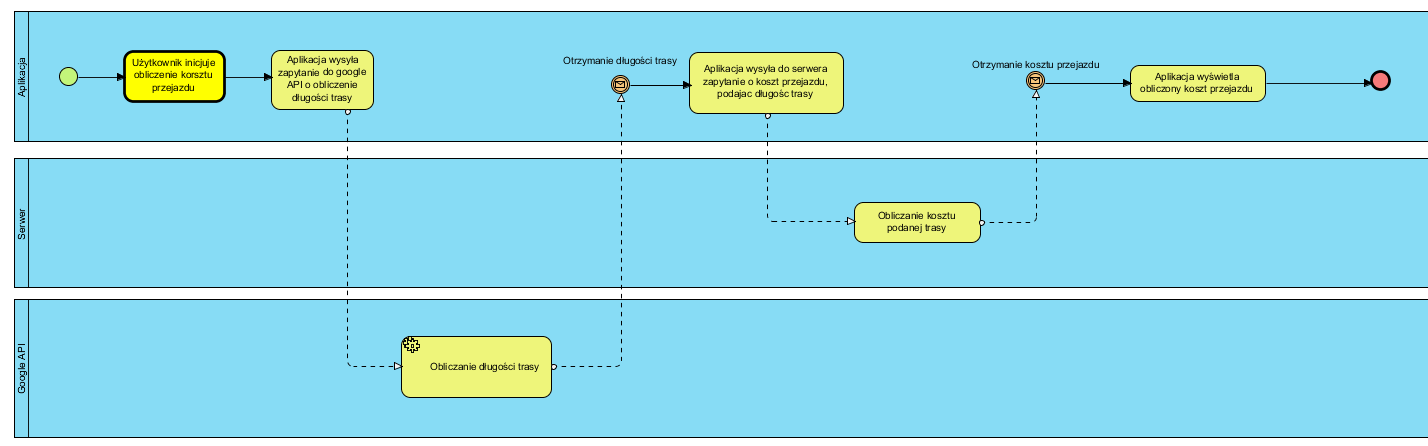 Aplikacja
Użytkownik inicjuje
obliczenie korsztu
przejazdu
Aplikacja wysyła
zapytanie do google
API o obliczenie
długości trasy
Otrzymanie długości trasy
Aplikacja wysyła do serwera
zapytanie o koszt przejazdu,
podając długośc trasy
Otrzymanie kosztu przejazdu
Aplikacja wyświetla
obliczony koszt przejazdu
Serwer
Obliczanie kosztu
podanej trasy
Google API
Obliczanie długości trasy